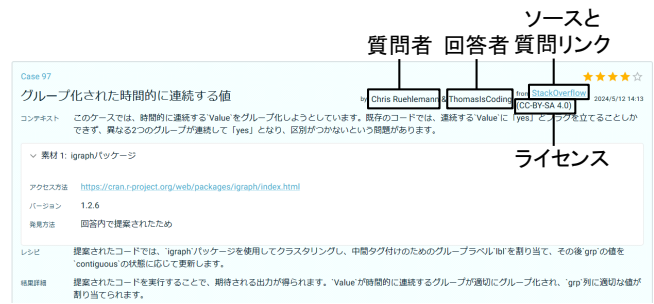 ソースと
質問者 回答者 質問リンク
Case 97
グループ化された時間的に連続する値
by Chris Ruehlemann & ThomasIsCoding
from StackOverflow
(CC-BY-SA 4.0)
2024/5/12 14:13
コンテキスト このケースでは、時間的に連続する`Value`をグループ化しようとしています。既存のコードでは、連続する`Value`に「yes」とフラグを立てることしか
できず、異なる2つのグループが連続して「yes」となり、区別がつかないという問題があります。
ライセンス
素材 1: igraphパッケージ
アクセス方法 https://cran.r-project.org/web/packages/igraph/index.html
バージョン 1.2.6
発見方法 回答内で提案されたため
レシピ 提案されたコードでは、`igraph`パッケージを使用してクラスタリングし、中間タグ付けのためのグループラベル`lbl`を割り当て、その後`grp`の値を
`contiguous`の状態に応じて更新します。
結果詳細 提案されたコードを実行することで、期待される出力が得られます。`Value`が時間的に連続するグループが適切にグループ化され、`grp`列に適切な値が
割り当てられます。